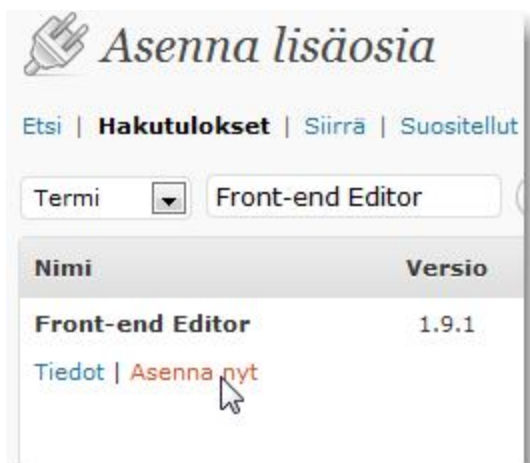 Asenna lisäosia
Etsi | Hakutulokset | Siirrä | Suositellut
Termi Front-end Editor
Nimi Versio
Front-end Editor 1.9.1
Tiedot | Asenna nyt